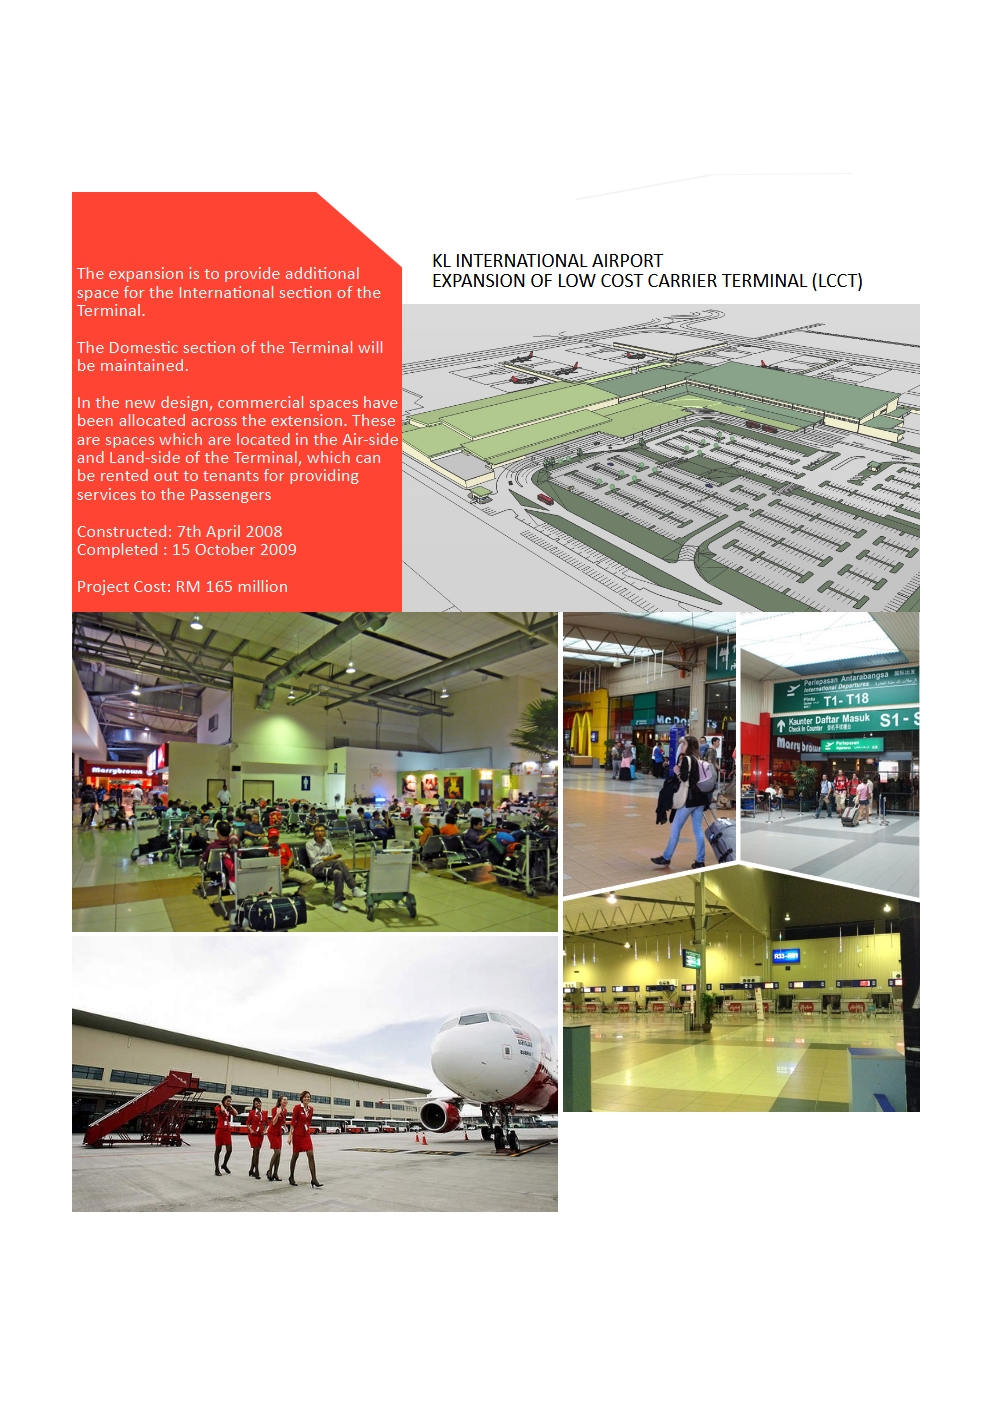 KL INTERNATIONAL AIRPORT
EXPANSION OF LOW COST CARRIER TERMINAL (LCCT)
The expansion is to provide additional
space for the International section of the
Terminal.
The Domestic section of the Terminal will
be maintained.
In the new design, commercial spaces have
been allocated across the extension. These
are spaces which are located in the Air-side
and Land-side of the Terminal, which can
be rented out to tenants for providing
services to the Passengers
Constructed: 7th April 2008
Completed : 15 October 2009
Project Cost: RM 165 million
Marrybrown
McDonald's
Perlepasan Antarabangsa
International Departures
Pintu
T1- T18
Kaunter Daftar Masuk
Check In Counter
S1 - S
Marrybrown
Perlepasan